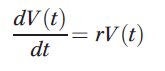 dV(t)/dt = rV(t)